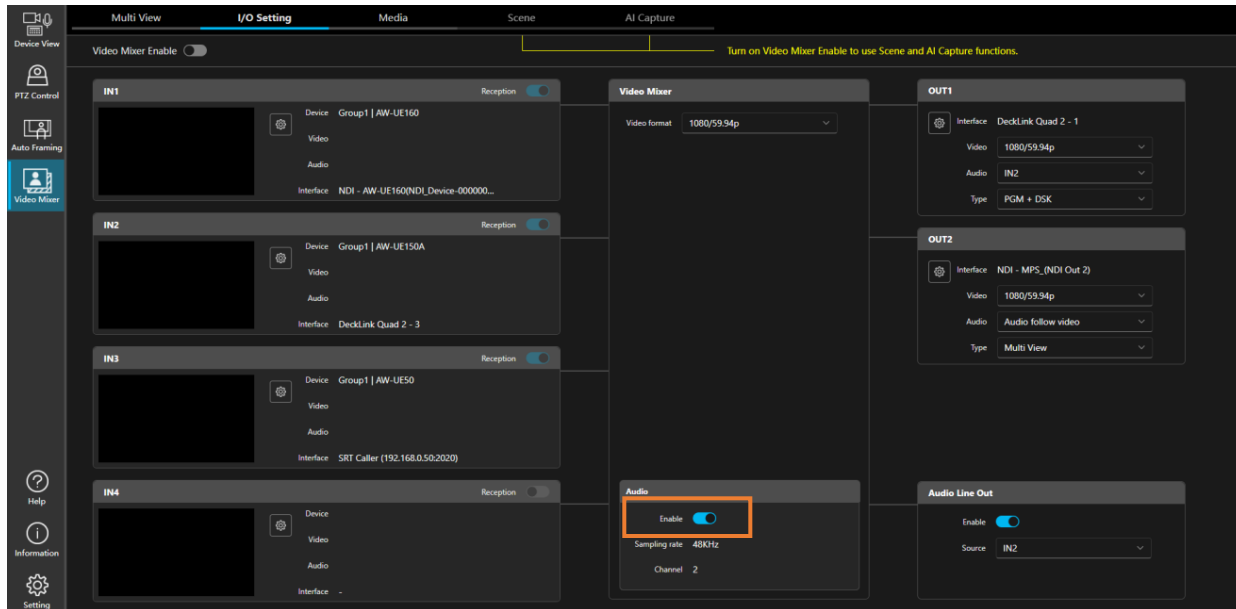 Multi View I/O Setting Media Scene AI Capture
Device View
Video Mixer Enable
Turn on Video Mixer Enable to use Scene and AI Capture functions.
PTZ Control
Auto Framing
Video Mixer
IN1 Reception
Device Group1 | AW-UE160
Video
Audio
Interface NDI - AW-UE160(NDI_Device-000000...
IN2 Reception
Device Group1 | AW-UE150A
Video
Audio
Interface DeckLink Quad 2 - 3
IN3 Reception
Device Group1 | AW-UE50
Video
Audio
Interface SRT Caller (192.168.0.50:2020)
IN4 Reception
Device
Video
Audio
Interface -
Video Mixer
Video format 1080/59.94p
Audio
Enable
Sampling rate 48KHz
Channel 2
OUT1
Interface DeckLink Quad 2 - 1
Video 1080/59.94p
Audio IN2
Type PGM + DSK
OUT2
Interface NDI - MPS_(NDI Out 2)
Video 1080/59.94p
Audio Audio follow video
Type Multi View
Audio Line Out
Enable
Source IN2
Help
Information
Setting